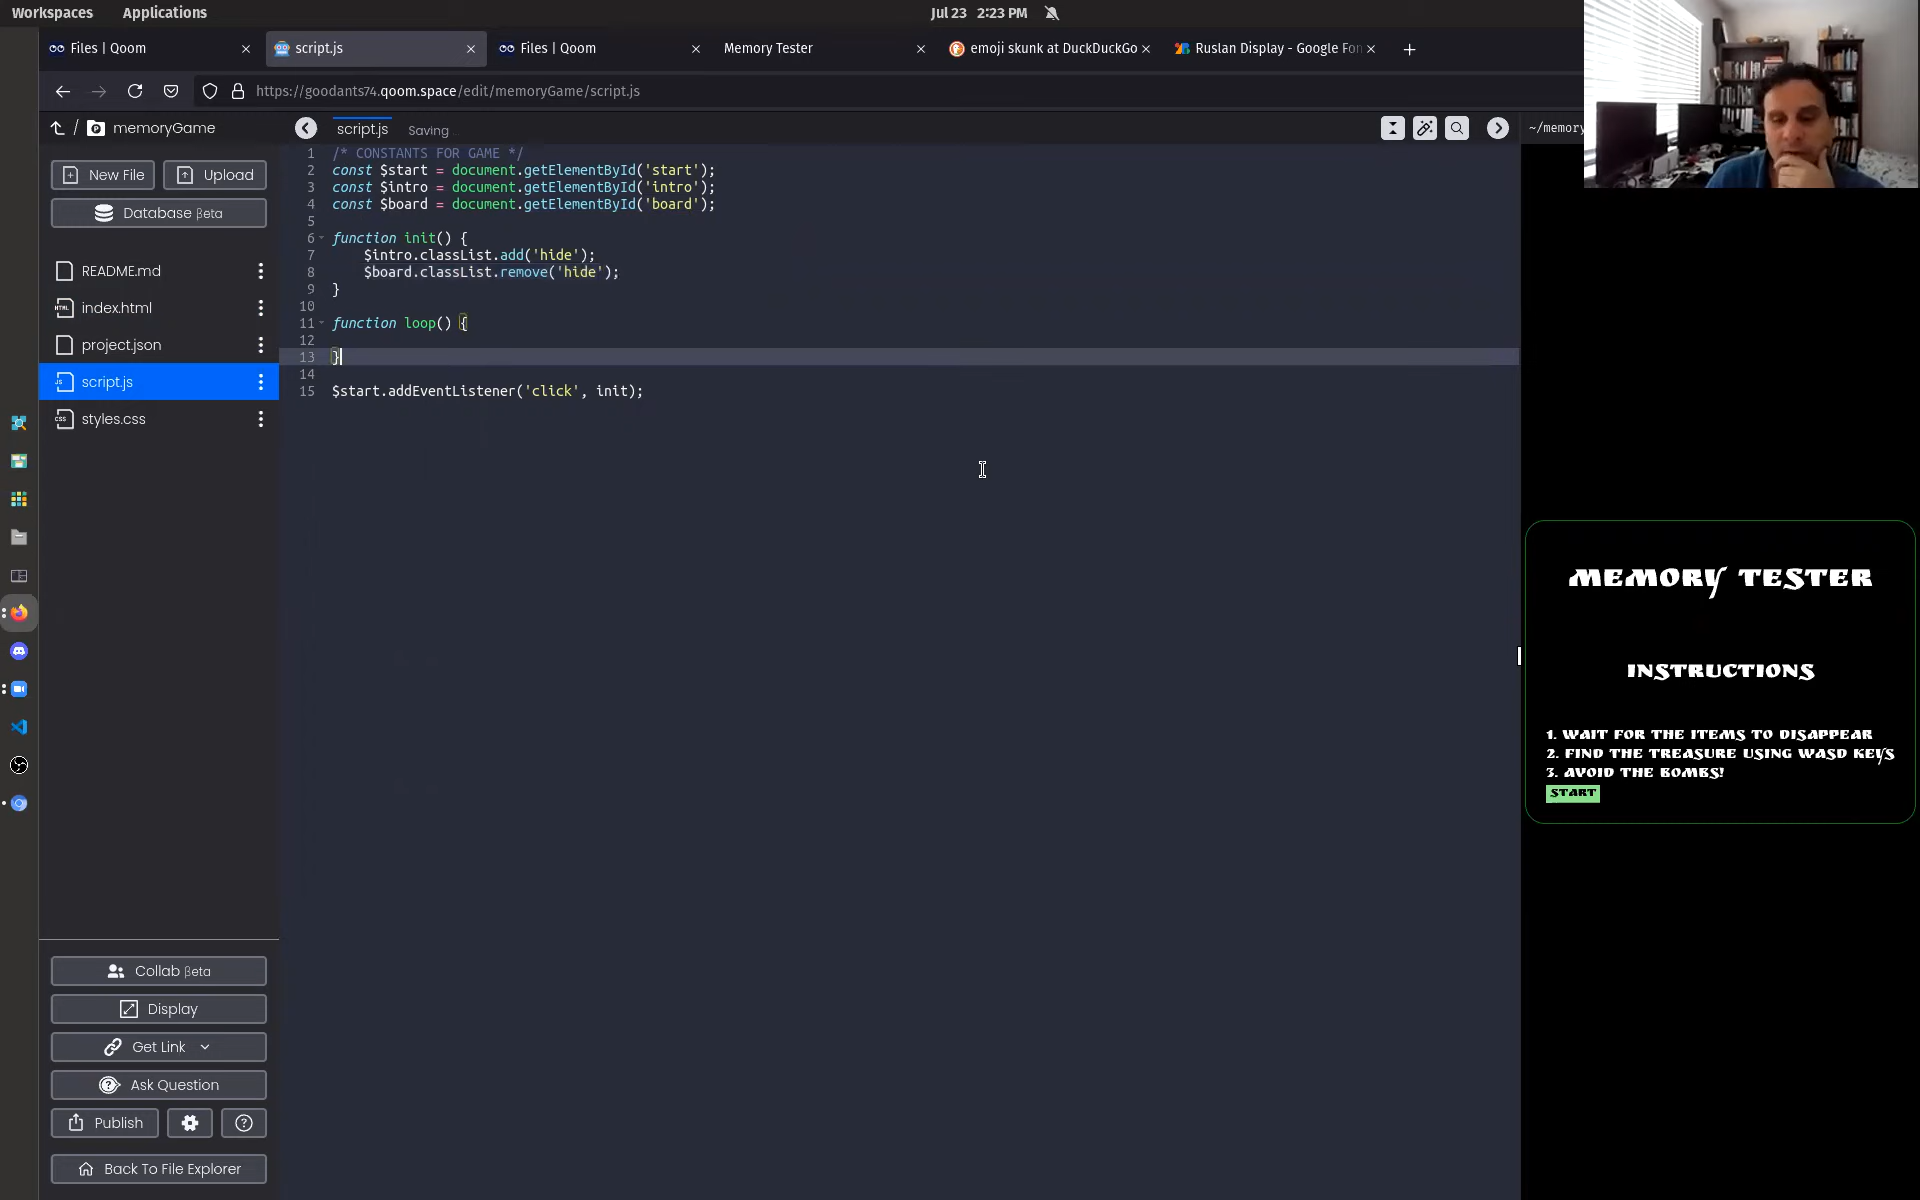 Workspaces Applications Jul 23 2:23 PM
Files | Qoom × script.js × Files | Qoom × Memory Tester × emoji skunk at DuckDuckGo × Ruslan Display - Google Fon × +
https://goodants74.qoom.space/edit/memoryGame/script.js
/ memoryGame script.js Saving ~/memory
New File Upload
Database βeta
README.md
index.html
project.json
script.js
styles.css
1 /* CONSTANTS FOR GAME */
2 const $start = document.getElementById('start');
3 const $intro = document.getElementById('intro');
4 const $board = document.getElementById('board');
5
6 function init() {
7 $intro.classList.add('hide');
8 $board.classList.remove('hide');
9 }
10
11 function loop() {
12
13 }
14
15 $start.addEventListener('click', init);
MEMORY TESTER
INSTRUCTIONS
1. WAIT FOR THE ITEMS TO DISAPPEAR
2. FIND THE TREASURE USING WASD KEYS
3. AVOID THE BOMBS!
START
Collab βeta
Display
Get Link
Ask Question
Publish
Back To File Explorer